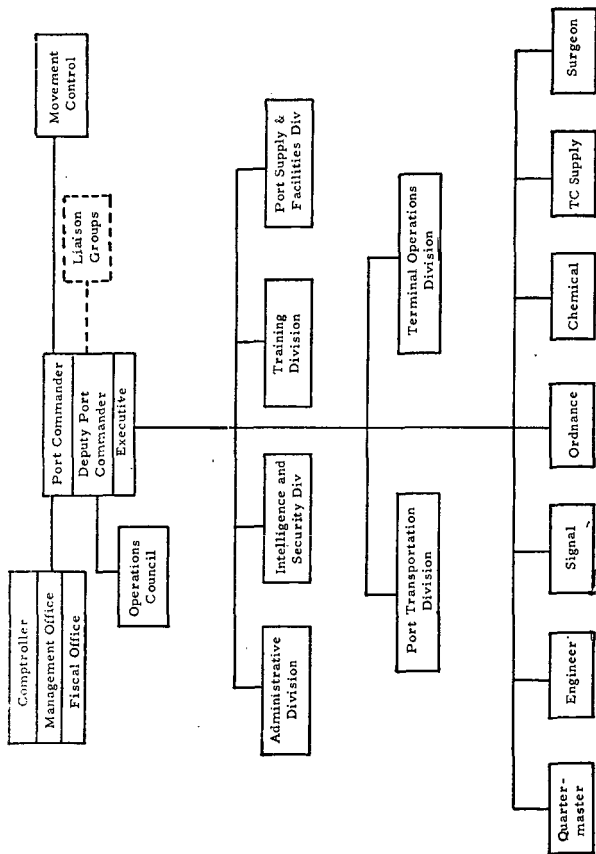 Comptroller
Management Office
Fiscal Office
Port Commander
Deputy Port
Commander
Executive
Movement
Control
Liaison
Groups
Operations
Council
Administrative
Division
Intelligence and
Security Div
Training
Division
Port Supply &
Facilities Div
Port Transportation
Division
Terminal Operations
Division
Quarter-
master
Engineer
Signal
Ordnance
Chemical
TC Supply
Surgeon